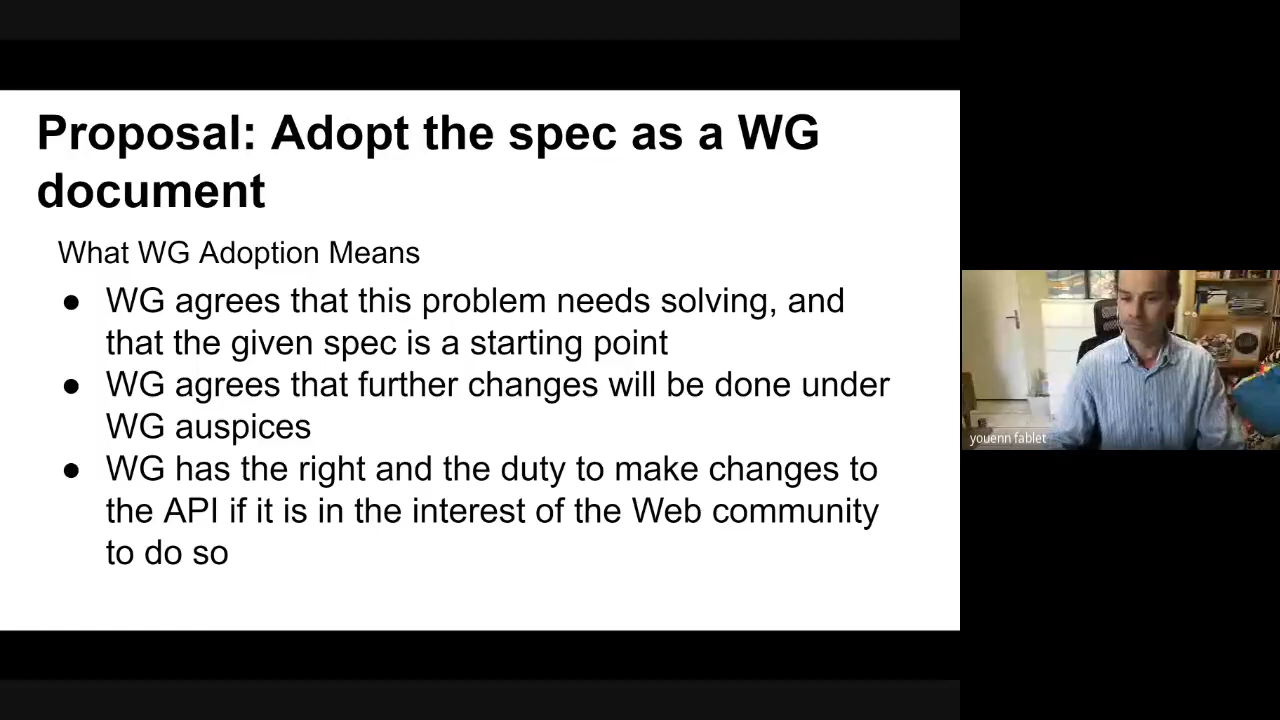 Proposal: Adopt the spec as a WG
document
What WG Adoption Means
● WG agrees that this problem needs solving, and
that the given spec is a starting point
● WG agrees that further changes will be done under
WG auspices
● WG has the right and the duty to make changes to
the API if it is in the interest of the Web community
to do so
youenn fablet